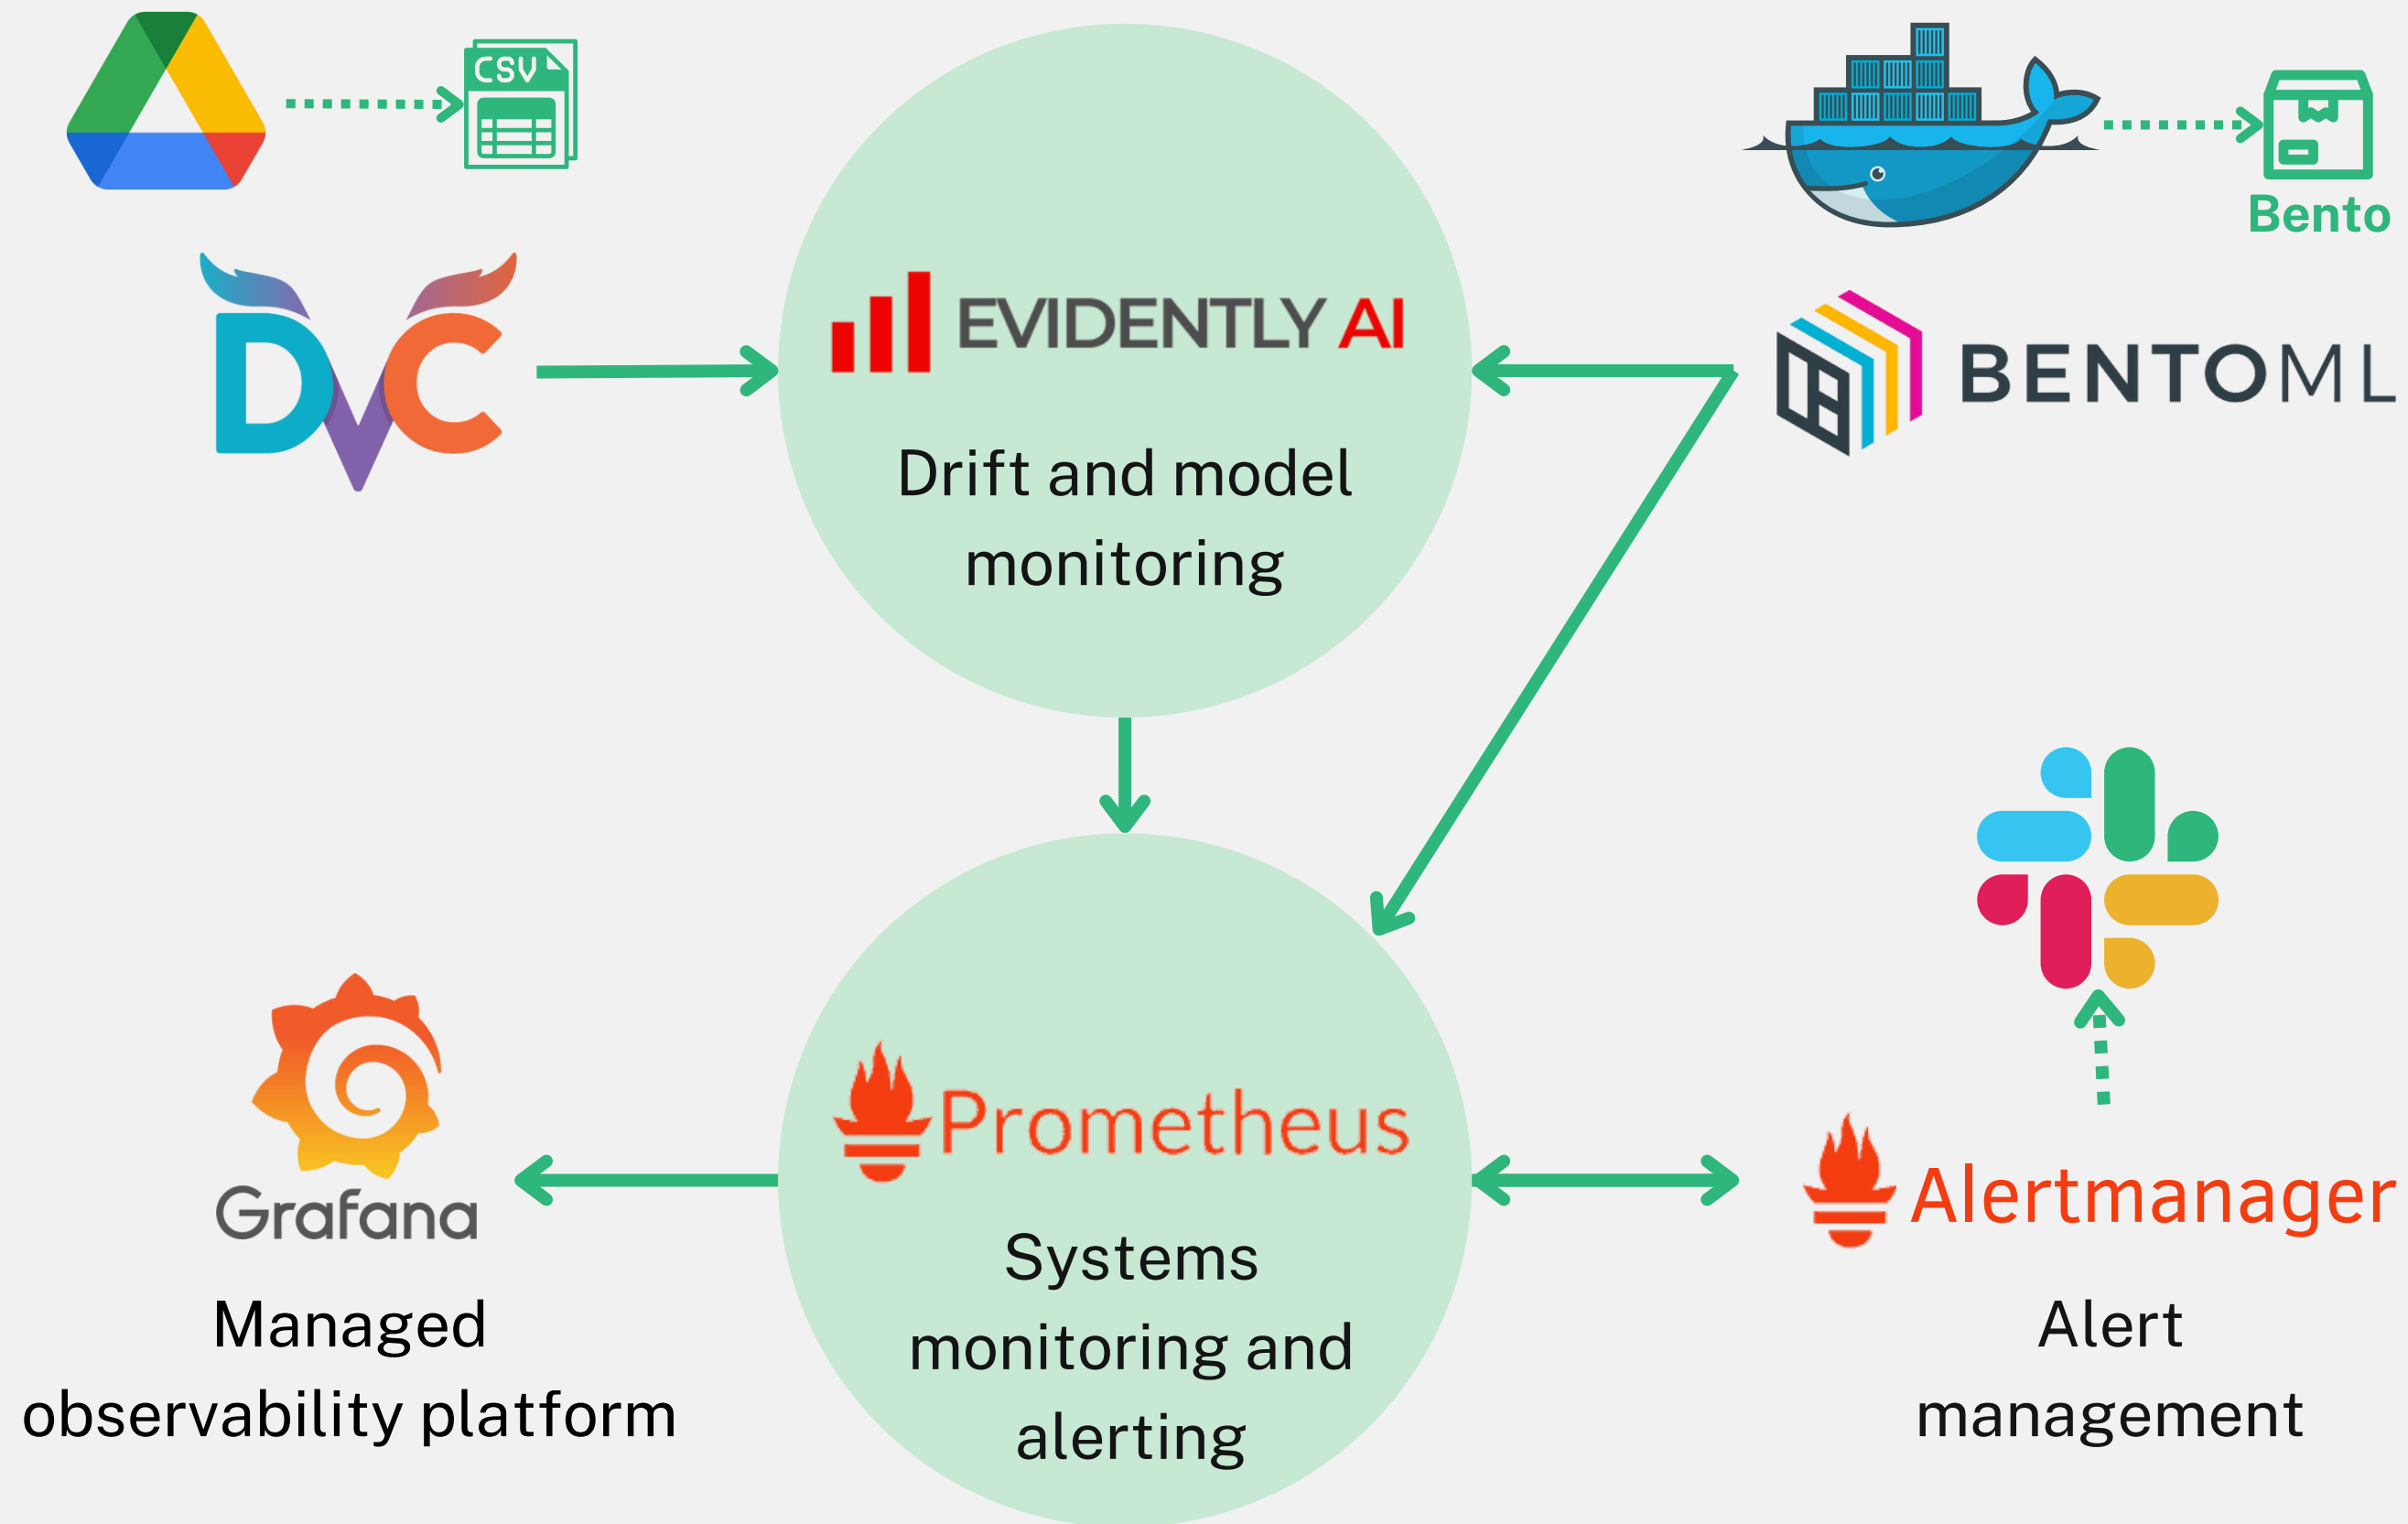 CSV
Bento
DVC
EVIDENTLY AI
BENTOML
Drift and model
monitoring
Grafana
Managed
observability platform
Prometheus
Systems
monitoring and
alerting
Alertmanager
Alert
management